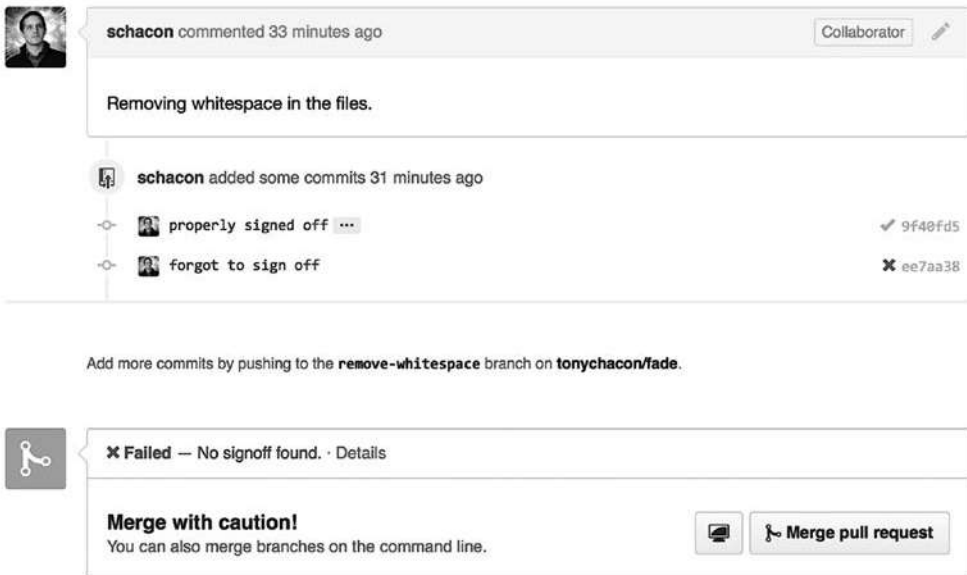 schacon commented 33 minutes ago Collaborator
Removing whitespace in the files.
schacon added some commits 31 minutes ago
properly signed off ··· 9f40fd5
forgot to sign off ee7aa38
Add more commits by pushing to the remove-whitespace branch on tonychacon/fade.
Failed — No signoff found. · Details
Merge with caution!
You can also merge branches on the command line.
Merge pull request